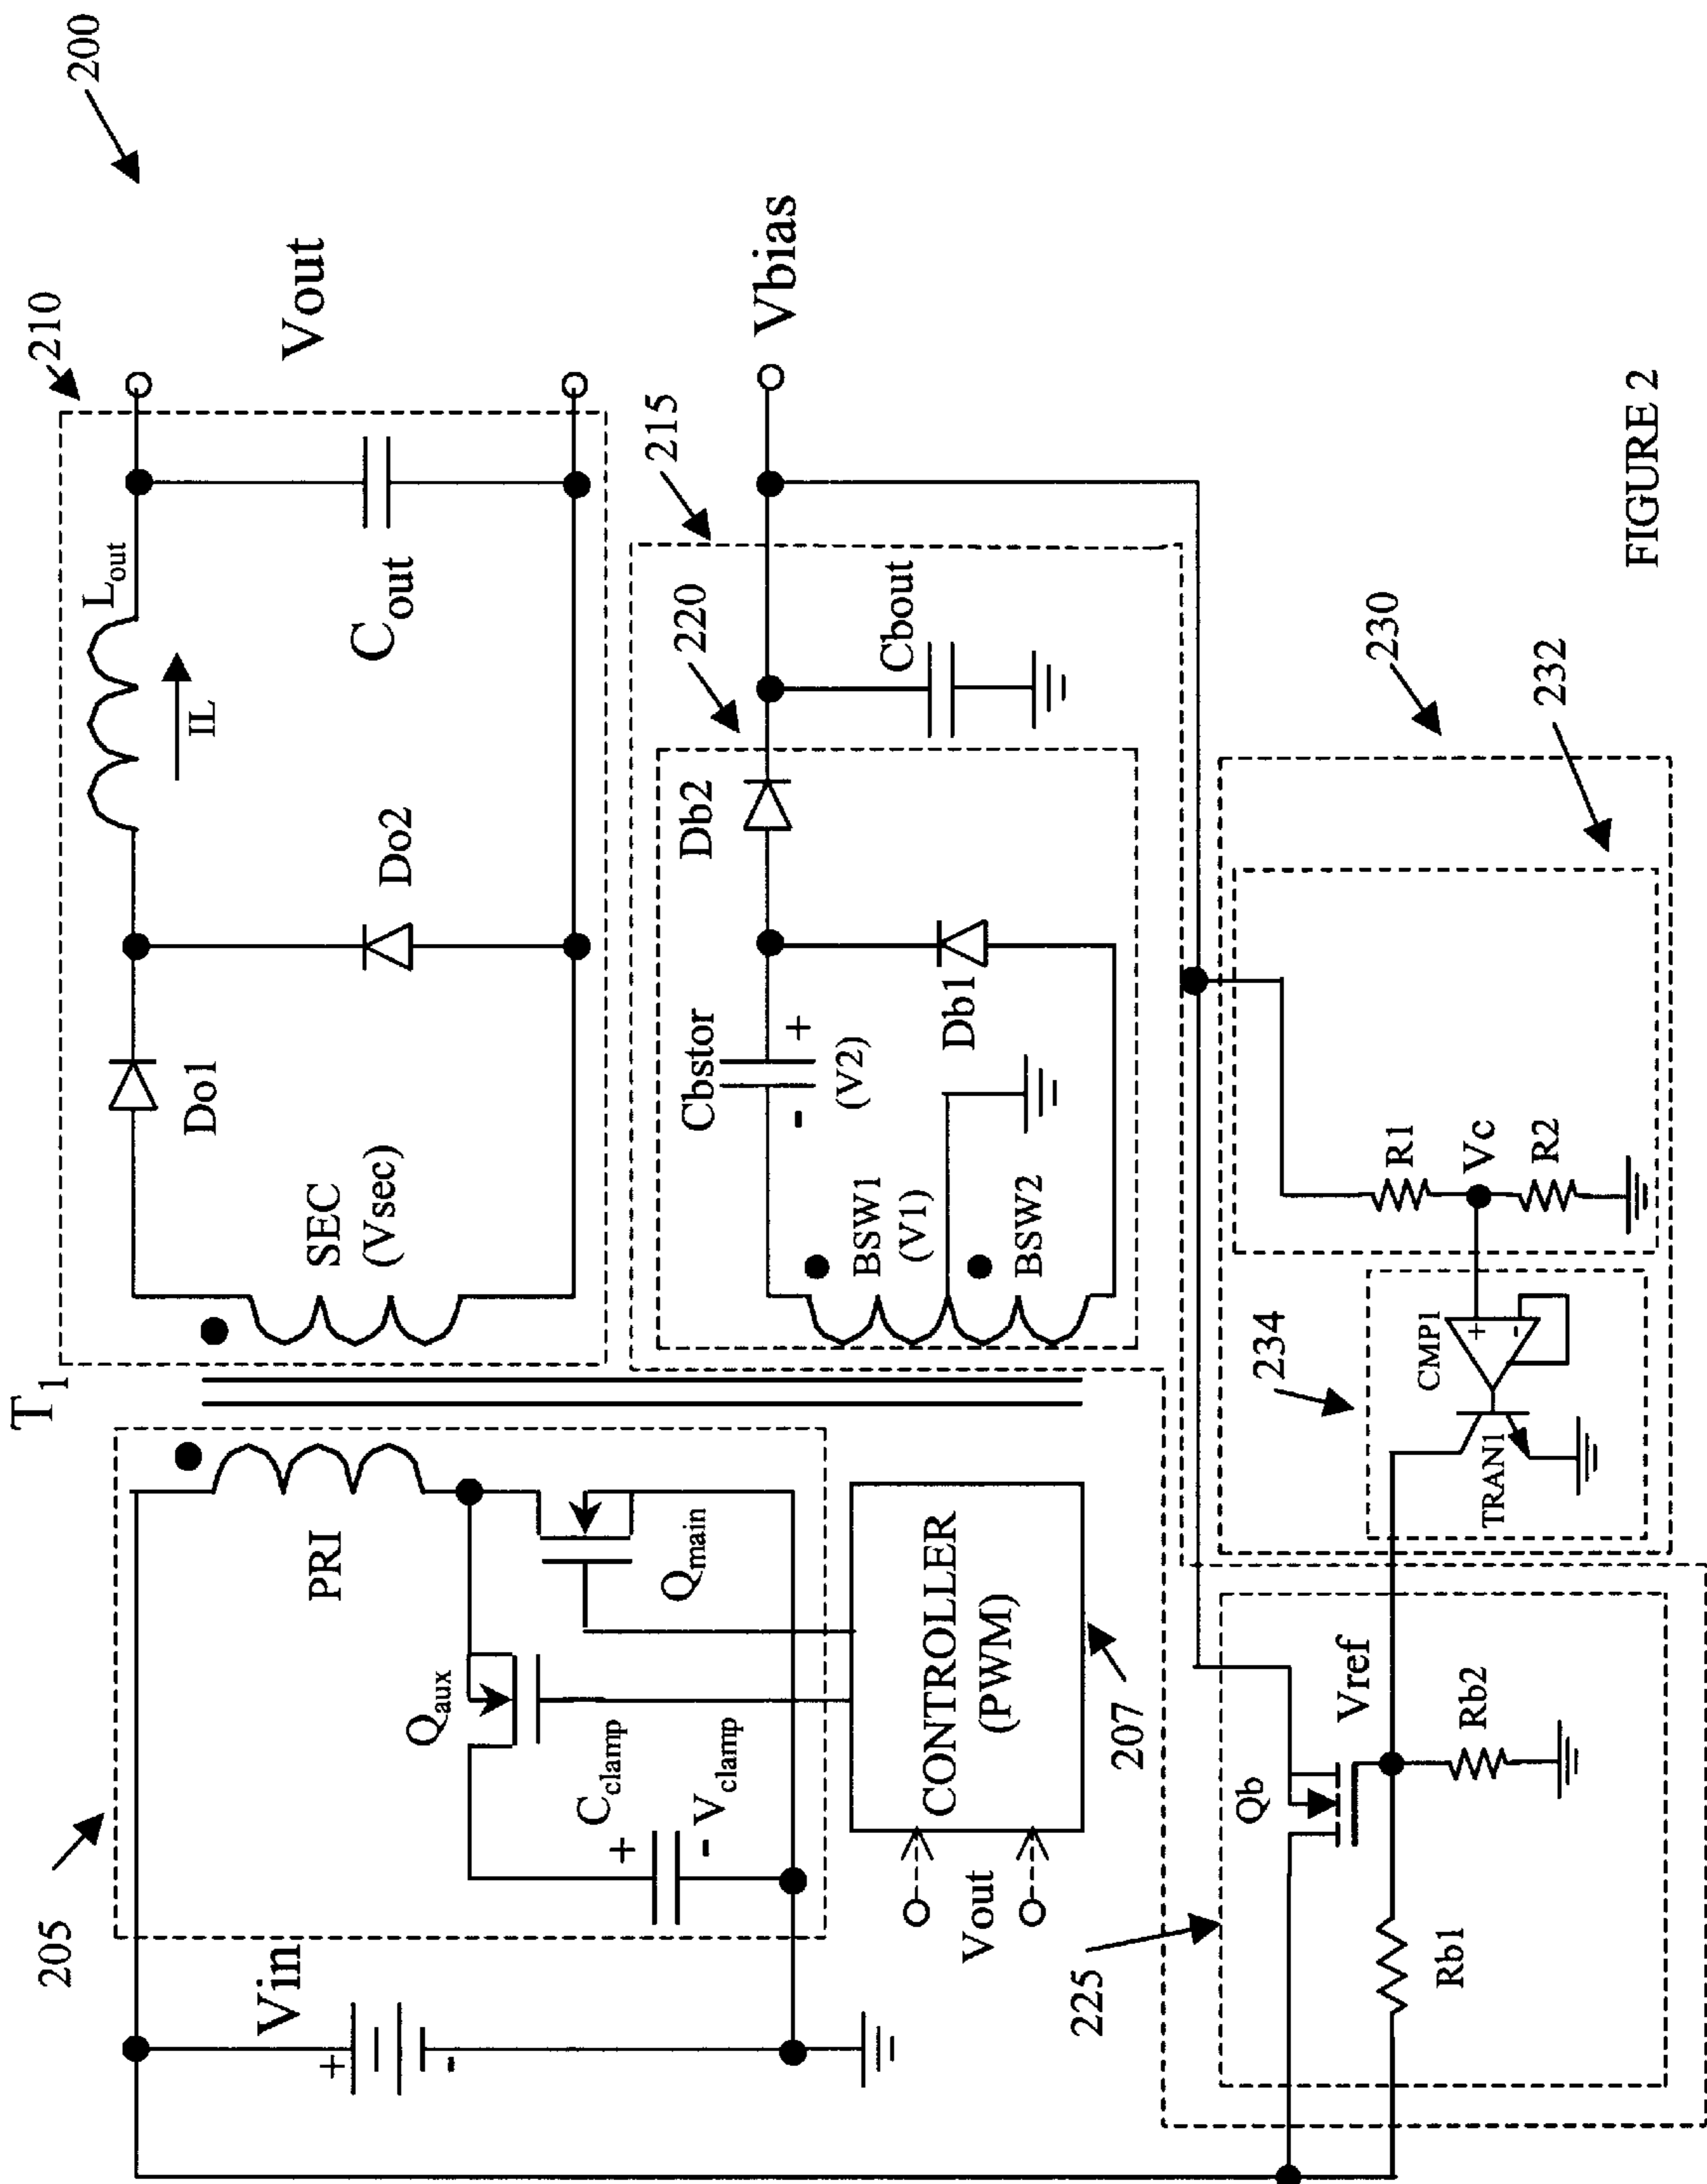 200
210
T1
205
Vin
+
-
PRI
Qaux
Qmain
Cclamp
+
-
Vclamp
CONTROLLER
(PWM)
207
Vout
SEC
(Vsec)
Do1
Do2
Lout
IL
Cout
Vout
215
220
Cbstor
-
+
(V2)
BSW1
(V1)
BSW2
Db1
Db2
Cbout
Vbias
225
Qb
Vref
Rb1
Rb2
234
CMP1
+
-
TRAN1
R1
Vc
R2
230
232
FIGURE 2